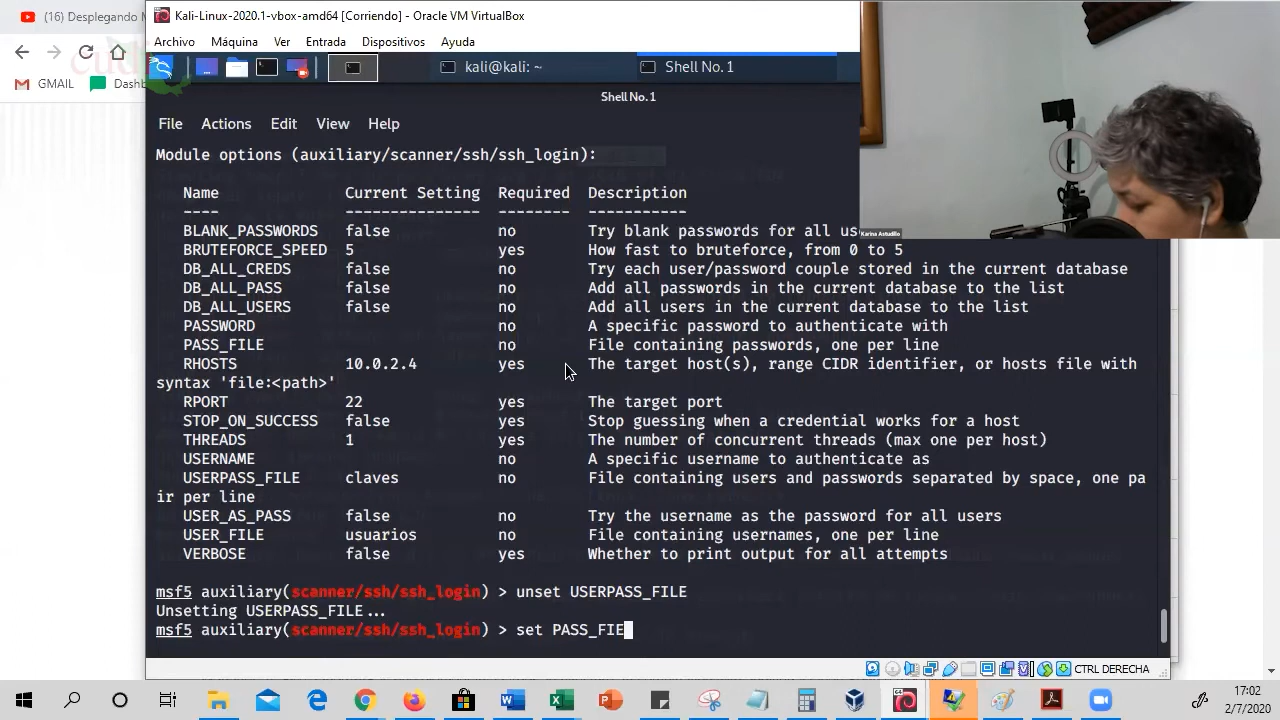 (16) Desplegando M
Kali-Linux-2020.1-vbox-amd64 [Corriendo] - Oracle VM VirtualBox
Archivo Máquina Ver Entrada Dispositivos Ayuda
kali@kali: ~
Shell No. 1
GMAIL
Dashb
Shell No. 1
File Actions Edit View Help
Module options (auxiliary/scanner/ssh/ssh_login):
Name Current Setting Required Description
---- --------------- -------- -----------
BLANK_PASSWORDS false no Try blank passwords for all us
BRUTEFORCE_SPEED 5 yes How fast to bruteforce, from 0 to 5
DB_ALL_CREDS false no Try each user/password couple stored in the current database
DB_ALL_PASS false no Add all passwords in the current database to the list
DB_ALL_USERS false no Add all users in the current database to the list
PASSWORD no A specific password to authenticate with
PASS_FILE no File containing passwords, one per line
RHOSTS 10.0.2.4 yes The target host(s), range CIDR identifier, or hosts file with
syntax 'file:<path>'
RPORT 22 yes The target port
STOP_ON_SUCCESS false yes Stop guessing when a credential works for a host
THREADS 1 yes The number of concurrent threads (max one per host)
USERNAME no A specific username to authenticate as
USERPASS_FILE claves no File containing users and passwords separated by space, one pa
ir per line
USER_AS_PASS false no Try the username as the password for all users
USER_FILE usuarios no File containing usernames, one per line
VERBOSE false yes Whether to print output for all attempts
msf5 auxiliary(scanner/ssh/ssh_login) > unset USERPASS_FILE
Unsetting USERPASS_FILE...
msf5 auxiliary(scanner/ssh/ssh_login) > set PASS_FIE
Karina Astudillo
CTRL DERECHA
17:02
2/7/2020